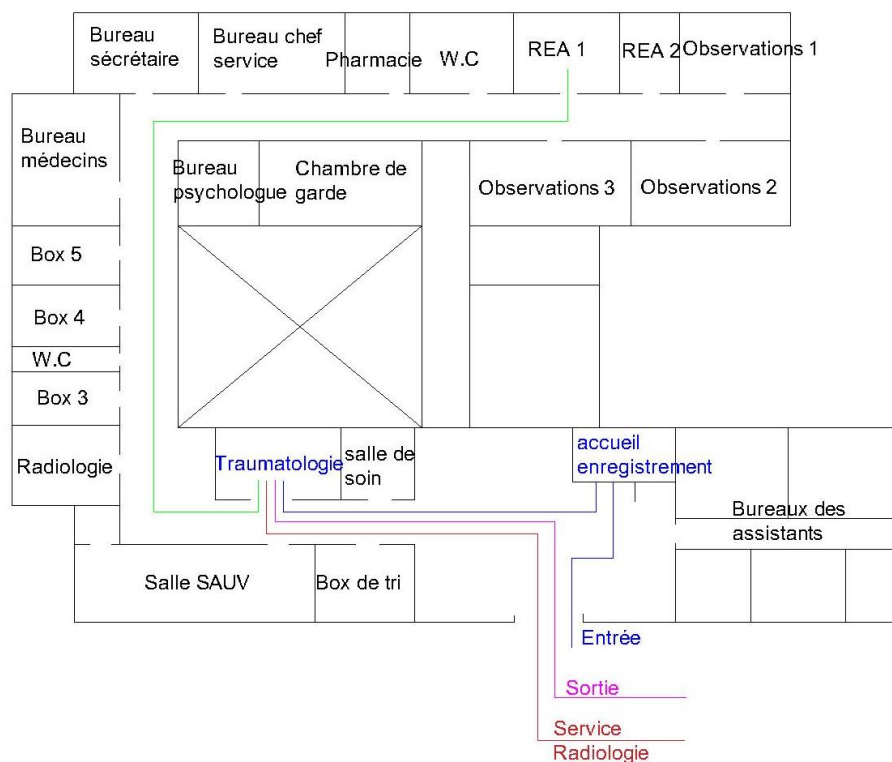 Bureau
sécrétaire
Bureau chef
service
Pharmacie
W.C
REA 1
REA 2
Observations 1
Bureau
médecins
Bureau
psychologue
Chambre de
garde
Observations 3
Observations 2
Box 5
Box 4
W.C
Box 3
Radiologie
Traumatologie
salle de
soin
accueil
enregistrement
Bureaux des
assistants
Salle SAUV
Box de tri
Entrée
Sortie
Service
Radiologie